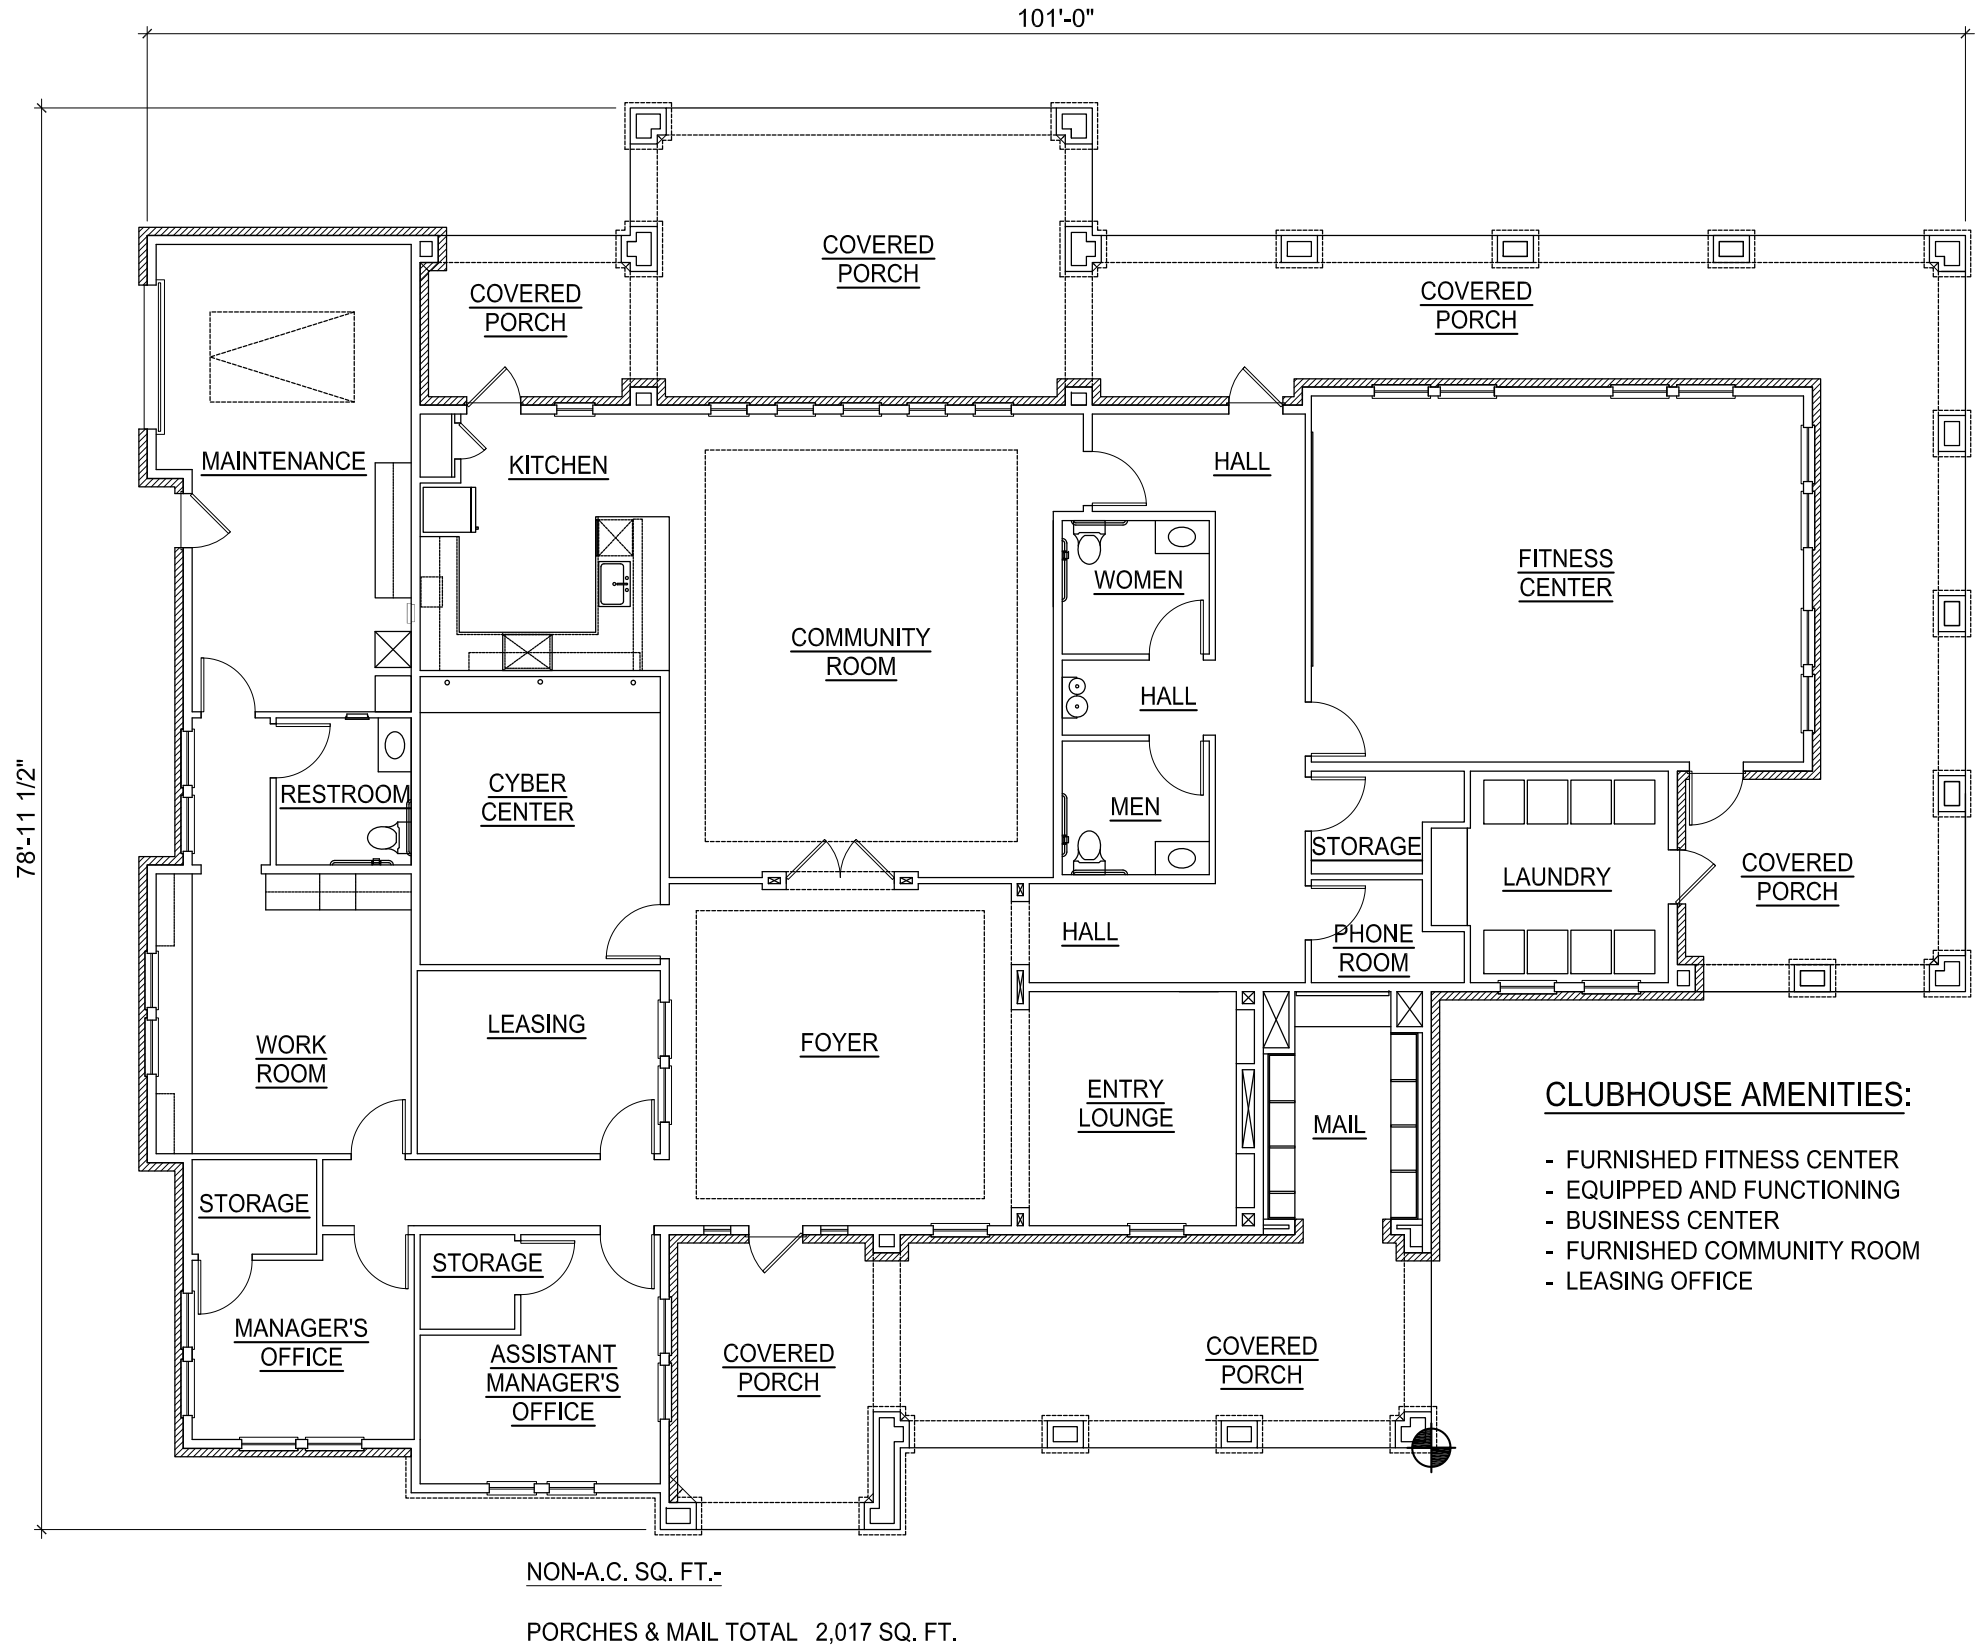 101'-0"
78'-11 1/2"
COVERED
PORCH
COVERED
PORCH
COVERED
PORCH
MAINTENANCE
KITCHEN
HALL
FITNESS
CENTER
WOMEN
COMMUNITY
ROOM
HALL
CYBER
CENTER
RESTROOM
MEN
STORAGE
LAUNDRY
COVERED
PORCH
HALL
PHONE
ROOM
LEASING
FOYER
WORK
ROOM
ENTRY
LOUNGE
MAIL
STORAGE
STORAGE
MANAGER'S
OFFICE
ASSISTANT
MANAGER'S
OFFICE
COVERED
PORCH
COVERED
PORCH
CLUBHOUSE AMENITIES:
- FURNISHED FITNESS CENTER
- EQUIPPED AND FUNCTIONING
- BUSINESS CENTER
- FURNISHED COMMUNITY ROOM
- LEASING OFFICE
NON-A.C. SQ. FT.-
PORCHES & MAIL TOTAL 2,017 SQ. FT.